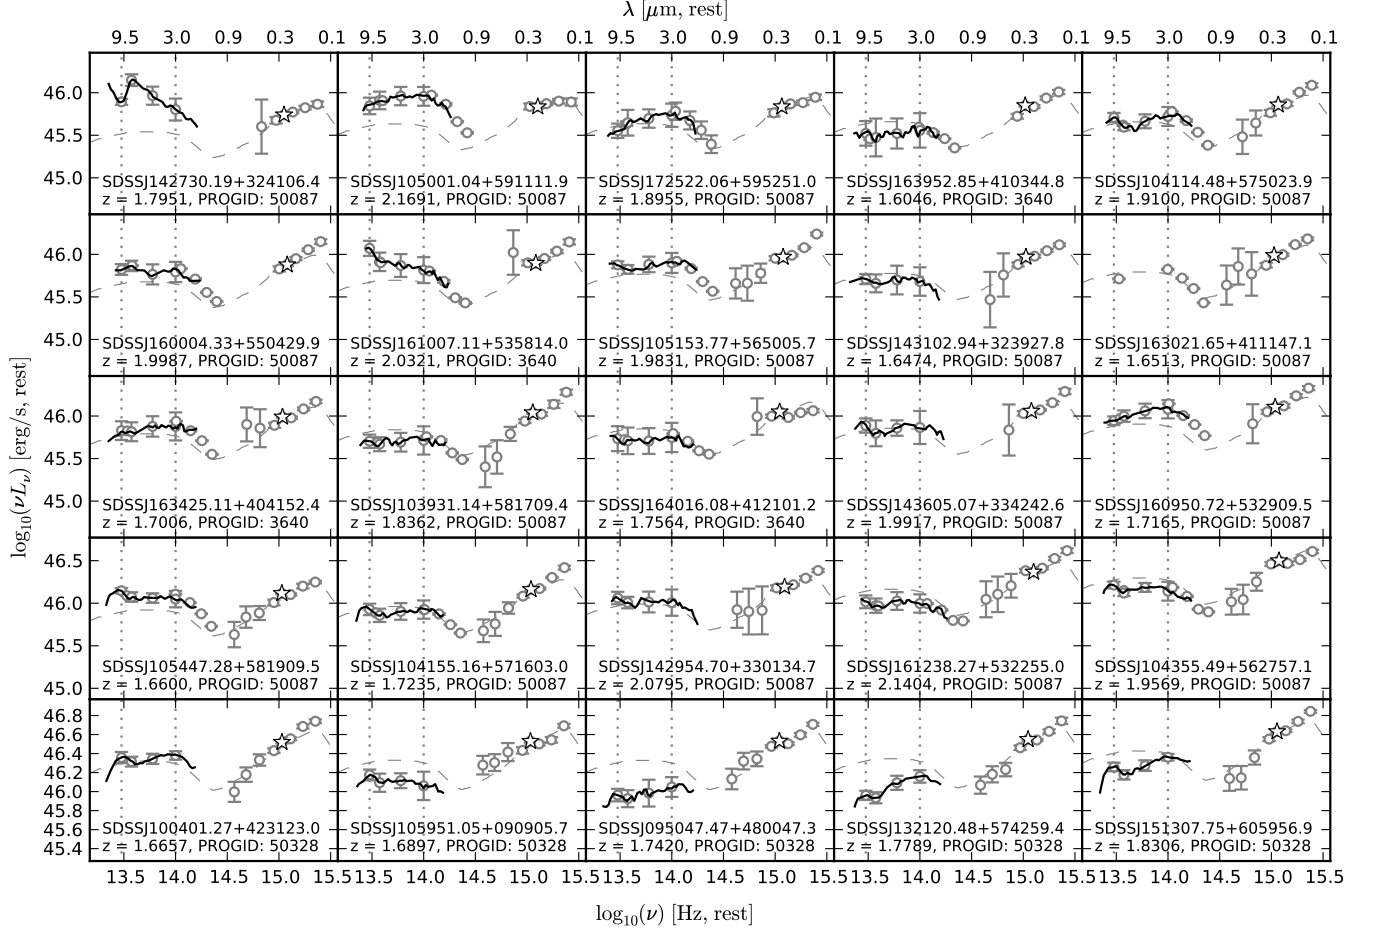 λ [μm, rest]
9.5 3.0 0.9 0.3 0.1 9.5 3.0 0.9 0.3 9.5 3.0 0.9 0.3 9.5 3.0 0.9 0.3 9.5 3.0 0.9 0.3 0.1
46.0
45.5
45.0
SDSSJ142730.19+324106.4
z = 1.7951, PROGID: 50087
SDSSJ105001.04+591111.9
z = 2.1691, PROGID: 50087
SDSSJ172522.06+595251.0
z = 1.8955, PROGID: 50087
SDSSJ163952.85+410344.8
z = 1.6046, PROGID: 3640
SDSSJ104114.48+575023.9
z = 1.9100, PROGID: 50087
46.0
45.5
45.0
SDSSJ160004.33+550429.9
z = 1.9987, PROGID: 50087
SDSSJ161007.11+535814.0
z = 2.0321, PROGID: 3640
SDSSJ105153.77+565005.7
z = 1.9831, PROGID: 50087
SDSSJ143102.94+323927.8
z = 1.6474, PROGID: 50087
SDSSJ163021.65+411147.1
z = 1.6513, PROGID: 50087
log10(νLν) [erg/s, rest]
46.0
45.5
45.0
SDSSJ163425.11+404152.4
z = 1.7006, PROGID: 3640
SDSSJ103931.14+581709.4
z = 1.8362, PROGID: 50087
SDSSJ164016.08+412101.2
z = 1.7564, PROGID: 3640
SDSSJ143605.07+334242.6
z = 1.9917, PROGID: 50087
SDSSJ160950.72+532909.5
z = 1.7165, PROGID: 50087
46.5
46.0
45.5
45.0
SDSSJ105447.28+581909.5
z = 1.6600, PROGID: 50087
SDSSJ104155.16+571603.0
z = 1.7235, PROGID: 50087
SDSSJ142954.70+330134.7
z = 2.0795, PROGID: 50087
SDSSJ161238.27+532255.0
z = 2.1404, PROGID: 50087
SDSSJ104355.49+562757.1
z = 1.9569, PROGID: 50087
46.8
46.6
46.4
46.2
46.0
45.8
45.6
45.4
SDSSJ100401.27+423123.0
z = 1.6657, PROGID: 50328
SDSSJ105951.05+090905.7
z = 1.6897, PROGID: 50328
SDSSJ095047.47+480047.3
z = 1.7420, PROGID: 50328
SDSSJ132120.48+574259.4
z = 1.7789, PROGID: 50328
SDSSJ151307.75+605956.9
z = 1.8306, PROGID: 50328
13.5 14.0 14.5 15.0 15.5 13.5 14.0 14.5 15.0 15.5 13.5 14.0 14.5 15.0 15.5 13.5 14.0 14.5 15.0 15.5 13.5 14.0 14.5 15.0 15.5
log10(ν) [Hz, rest]